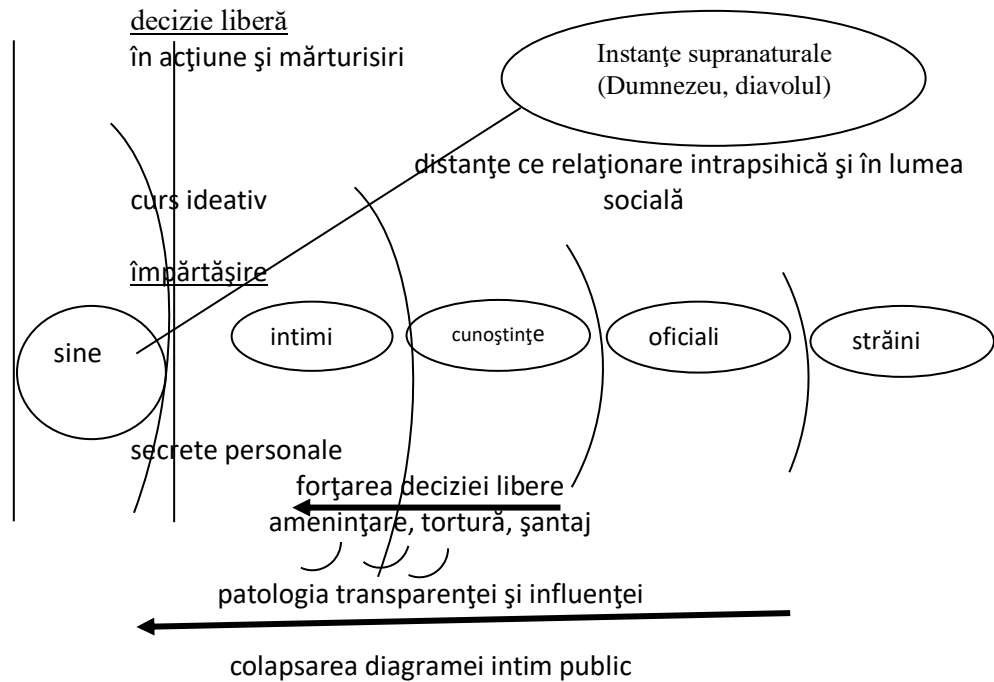 decizie liberă
în acţiune şi mărturisiri
Instanţe supranaturale
(Dumnezeu, diavolul)
distanţe ce relaţionare intrapsihică şi în lumea
socială
curs ideativ
împărtăşire
sine
intimi
cunoştinţe
oficiali
străini
secrete personale
forţarea deciziei libere
ameninţare, tortură, şantaj
patologia transparenţei şi influenţei
colapsarea diagramei intim public